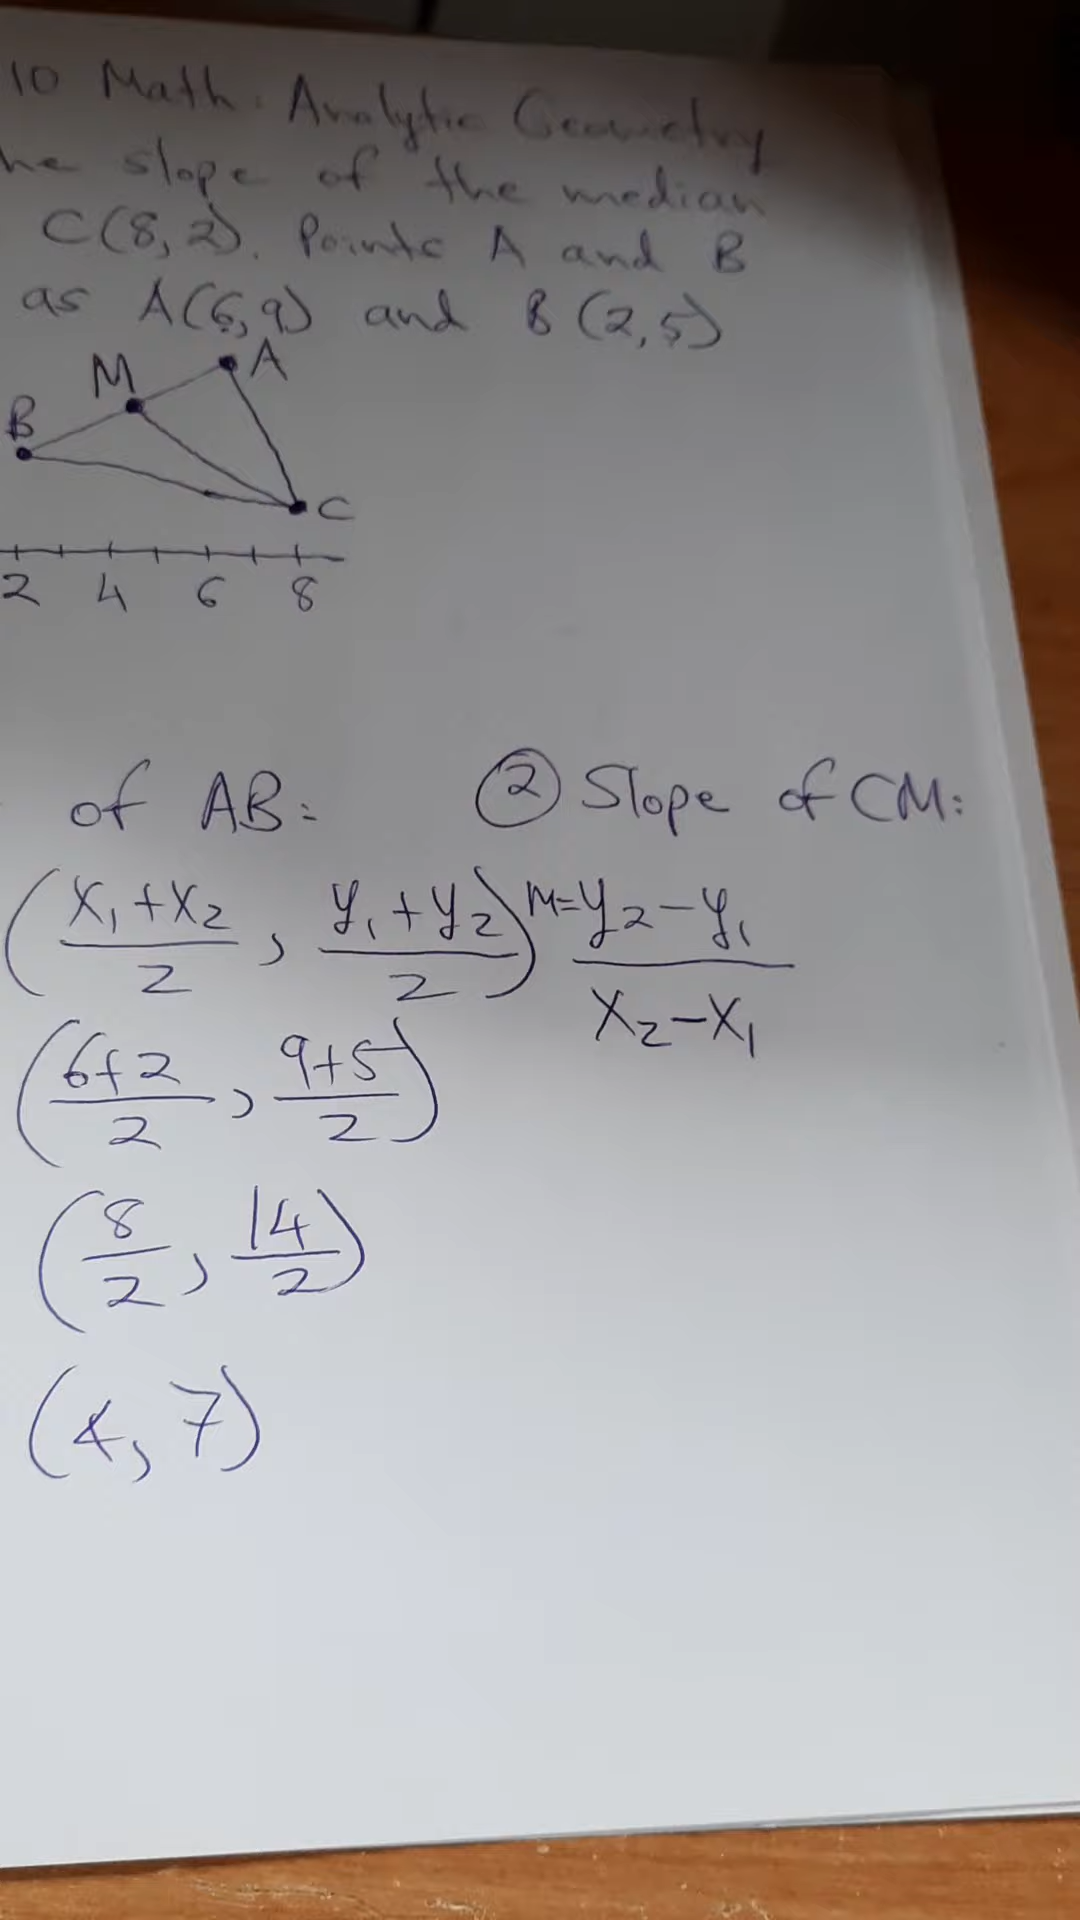 10 Math: Analytic Geometry
he slope of the median
C(8,2). Points A and B
as A(6,9) and B(2,5)
M A
B
C
2 4 6 8
of AB: ② Slope of CM:
(x₁+x₂/2, y₁+y₂/2) M=y₂-y₁/x₂-x₁
(6+2/2, 9+5/2)
(8/2, 14/2)
(4,7)